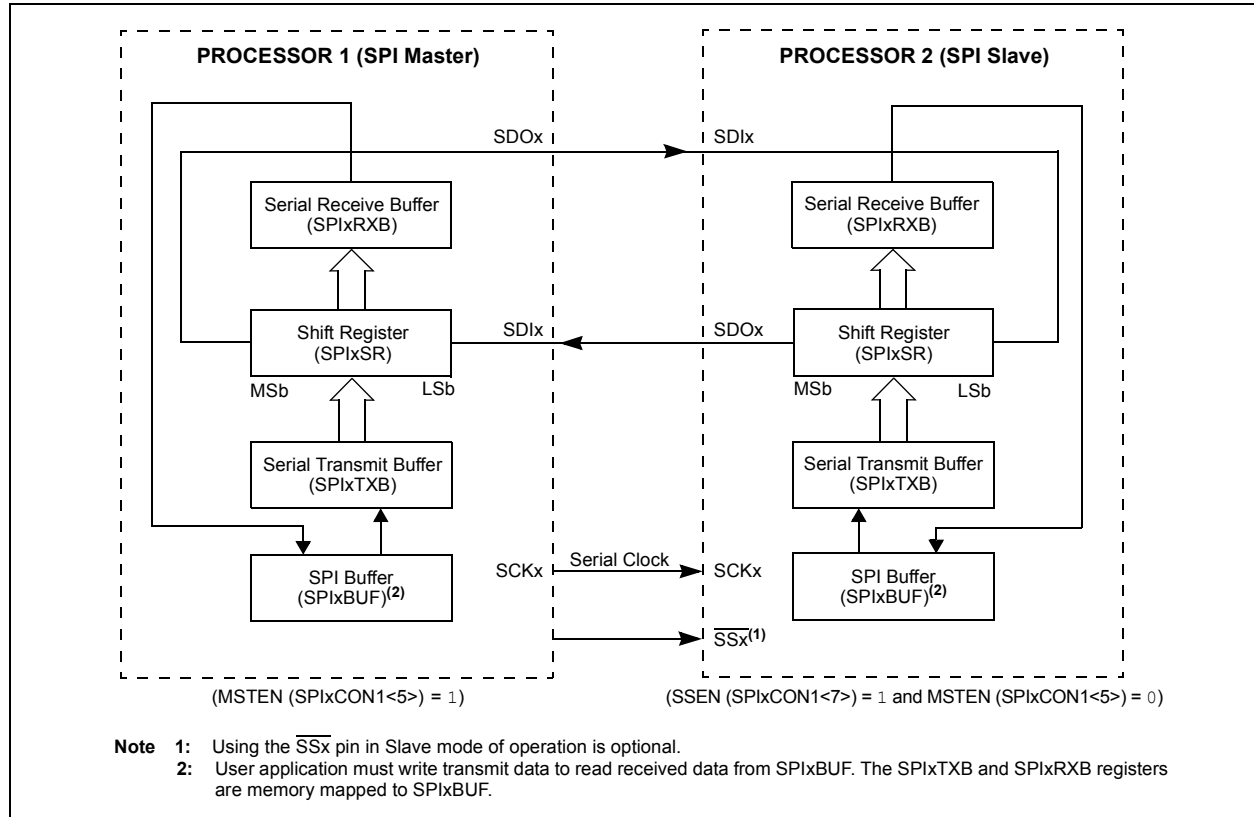 PROCESSOR 1 (SPI Master)
PROCESSOR 2 (SPI Slave)
SDOx
SDIx
Serial Receive Buffer
(SPIxRXB)
Serial Receive Buffer
(SPIxRXB)
Shift Register
(SPIxSR)
SDIx
SDOx
Shift Register
(SPIxSR)
MSb
LSb
MSb
LSb
Serial Transmit Buffer
(SPIxTXB)
Serial Transmit Buffer
(SPIxTXB)
SPI Buffer
(SPIxBUF)(2)
SCKx
Serial Clock
SCKx
SPI Buffer
(SPIxBUF)(2)
SSx(1)
(MSTEN (SPIxCON1<5>) = 1)
(SSEN (SPIxCON1<7>) = 1 and MSTEN (SPIxCON1<5>) = 0)
Note 1: Using the SSx pin in Slave mode of operation is optional.
2: User application must write transmit data to read received data from SPIxBUF. The SPIxTXB and SPIxRXB registers
are memory mapped to SPIxBUF.